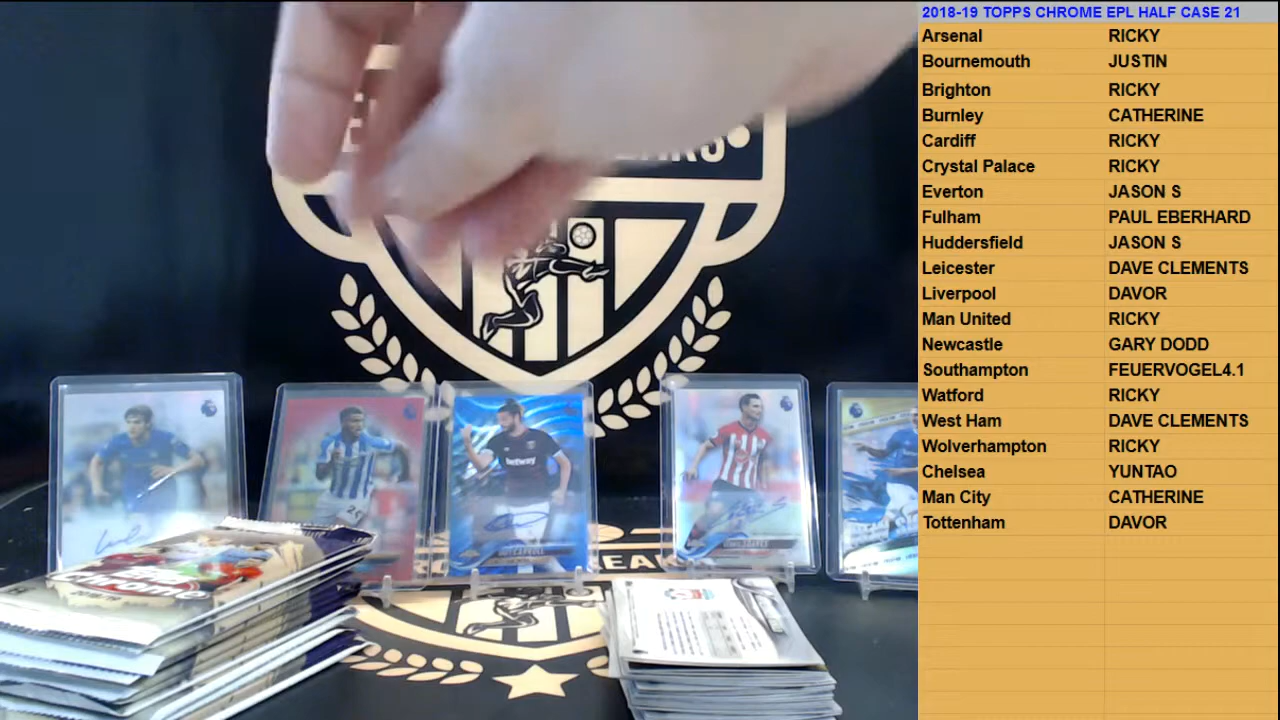 2018-19 TOPPS CHROME EPL HALF CASE 21
Arsenal RICKY
Bournemouth JUSTIN
Brighton RICKY
Burnley CATHERINE
Cardiff RICKY
Crystal Palace RICKY
Everton JASON S
Fulham PAUL EBERHARD
Huddersfield JASON S
Leicester DAVE CLEMENTS
Liverpool DAVOR
Man United RICKY
Newcastle GARY DODD
Southampton FEUERVOGEL4.1
Watford RICKY
West Ham DAVE CLEMENTS
Wolverhampton RICKY
Chelsea YUNTAO
Man City CATHERINE
Tottenham DAVOR
betway
Chrome